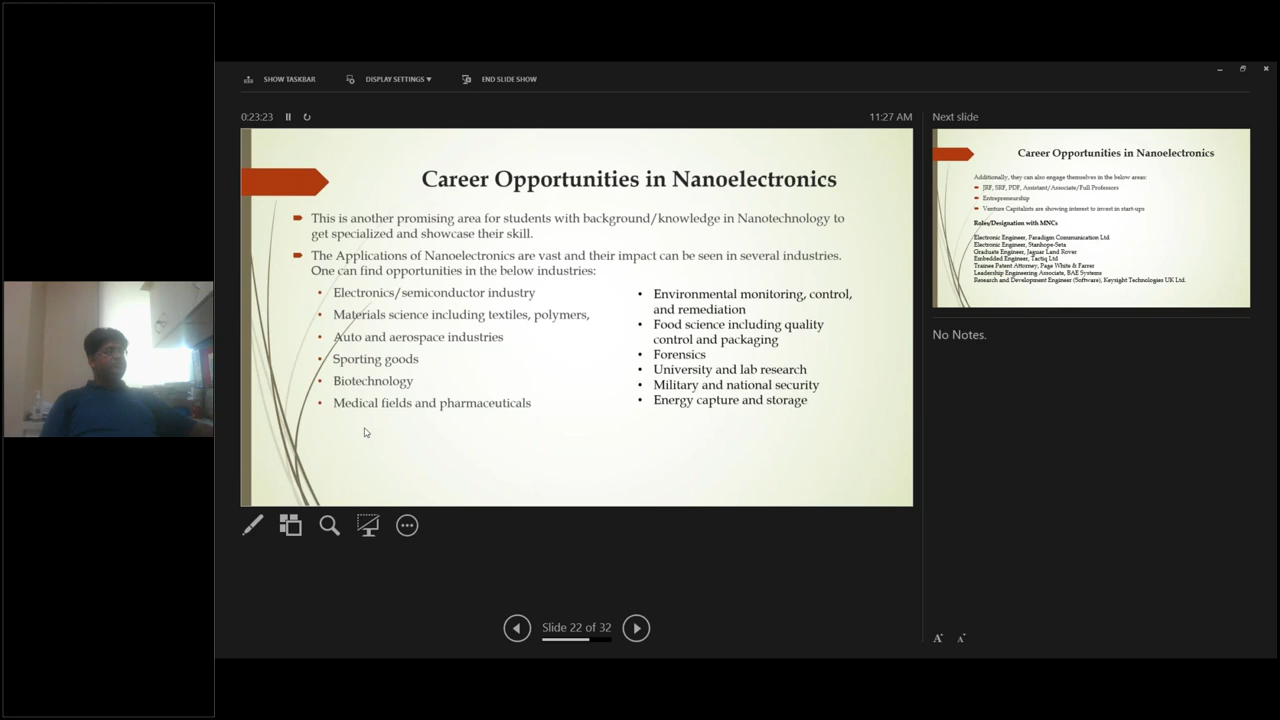 SHOW TASKBAR
DISPLAY SETTINGS ▾
END SLIDE SHOW
0:23:23
11:27 AM
Career Opportunities in Nanoelectronics
This is another promising area for students with background/knowledge in Nanotechnology to
get specialized and showcase their skill.
The Applications of Nanoelectronics are vast and their impact can be seen in several industries.
One can find opportunities in the below industries:
• Electronics/semiconductor industry
• Materials science including textiles, polymers,
• Auto and aerospace industries
• Sporting goods
• Biotechnology
• Medical fields and pharmaceuticals
• Environmental monitoring, control,
and remediation
• Food science including quality
control and packaging
• Forensics
• University and lab research
• Military and national security
• Energy capture and storage
Slide 22 of 32
Next slide
Career Opportunities in Nanoelectronics
Additionally, they can also engage themselves in the below areas:
JRF, SRF, PDF, Assistant/Associate/Full Professors
Entrepreneurship
Venture Capitalists are showing interest to invest in start-ups
Roles/Designation with MNCs
Electronic Engineer, Paradigm Communication Ltd
Electronic Engineer, Stanhope-Seta
Graduate Engineer, Jaguar Land Rover
Embedded Engineer, Tactiq Ltd
Trainee Patent Attorney, Page White & Farrer
Leadership Engineering Associate, BAE Systems
Research and Development Engineer (Software), Keysight Technologies UK Ltd.
No Notes.
A A